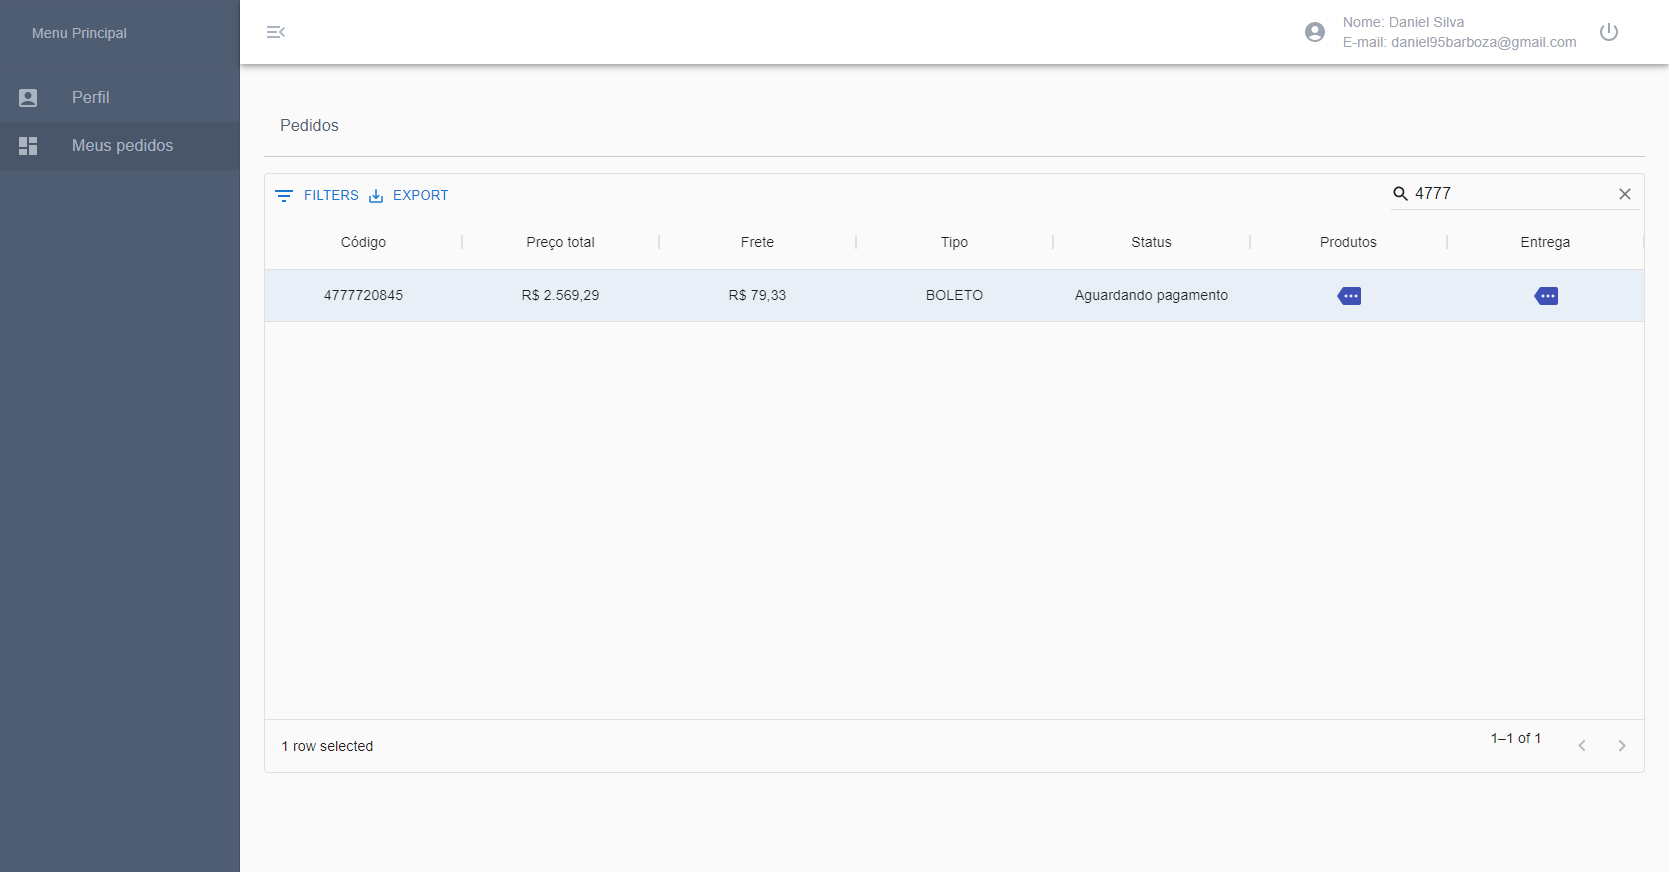 Menu Principal
Perfil
Meus pedidos
Nome: Daniel Silva
E-mail: daniel95barboza@gmail.com
Pedidos
FILTERS EXPORT 4777
Código Preço total Frete Tipo Status Produtos Entrega
4777720845 R$ 2.569,29 R$ 79,33 BOLETO Aguardando pagamento
1 row selected 1–1 of 1